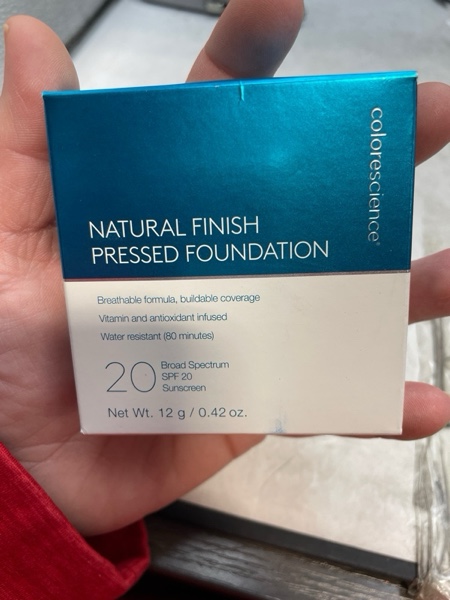 colorescience®
NATURAL FINISH
PRESSED FOUNDATION
Breathable formula, buildable coverage
Vitamin and antioxidant infused
Water resistant (80 minutes)
20
Broad Spectrum
SPF 20
Sunscreen
Net Wt. 12 g / 0.42 oz.